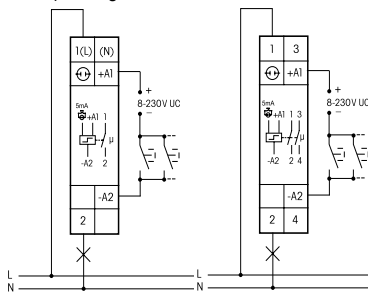 1(L) (N)
+A1
5mA
+A1 1
µ
-A2 2
-A2
2
+
8-230V UC
–
L
N
1 3
+A1
5mA
+A1 1 3
µ
-A2 2 4
-A2
2 4
+
8-230V UC
–
L
N